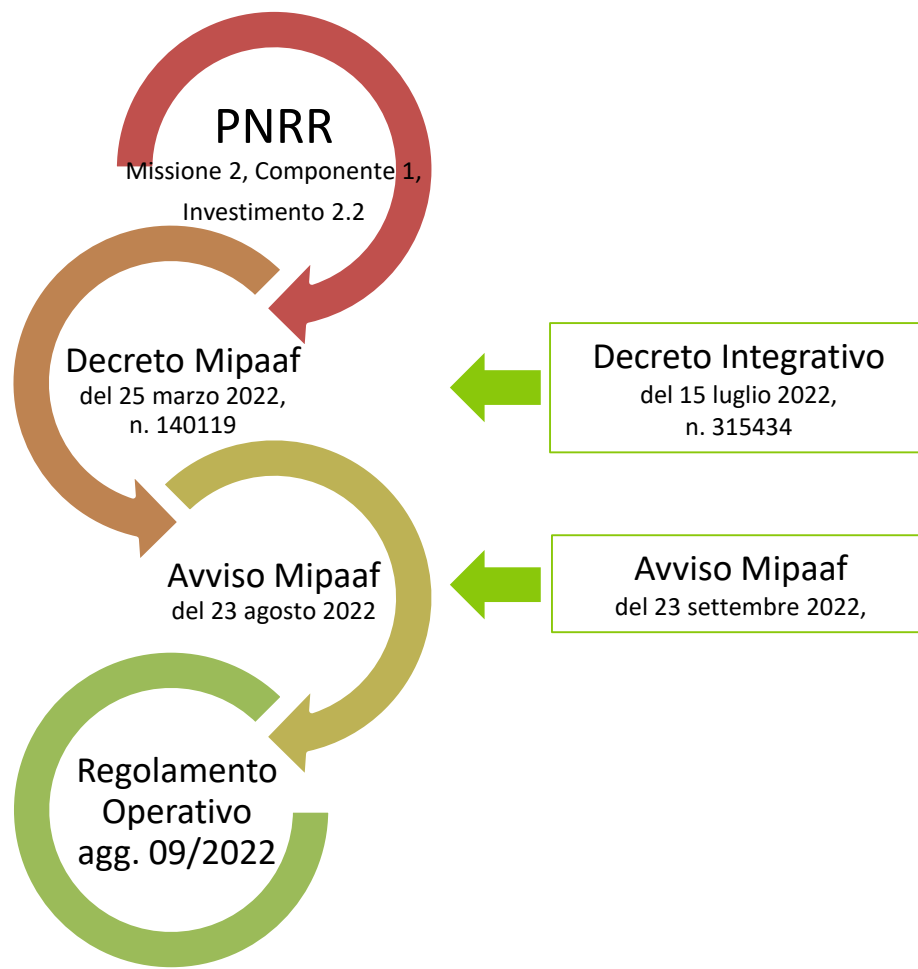 PNRR
Missione 2, Componente 1,
Investimento 2.2
Decreto Mipaaf
del 25 marzo 2022,
n. 140119
Decreto Integrativo
del 15 luglio 2022,
n. 315434
Avviso Mipaaf
del 23 agosto 2022
Avviso Mipaaf
del 23 settembre 2022,
Regolamento
Operativo
agg. 09/2022